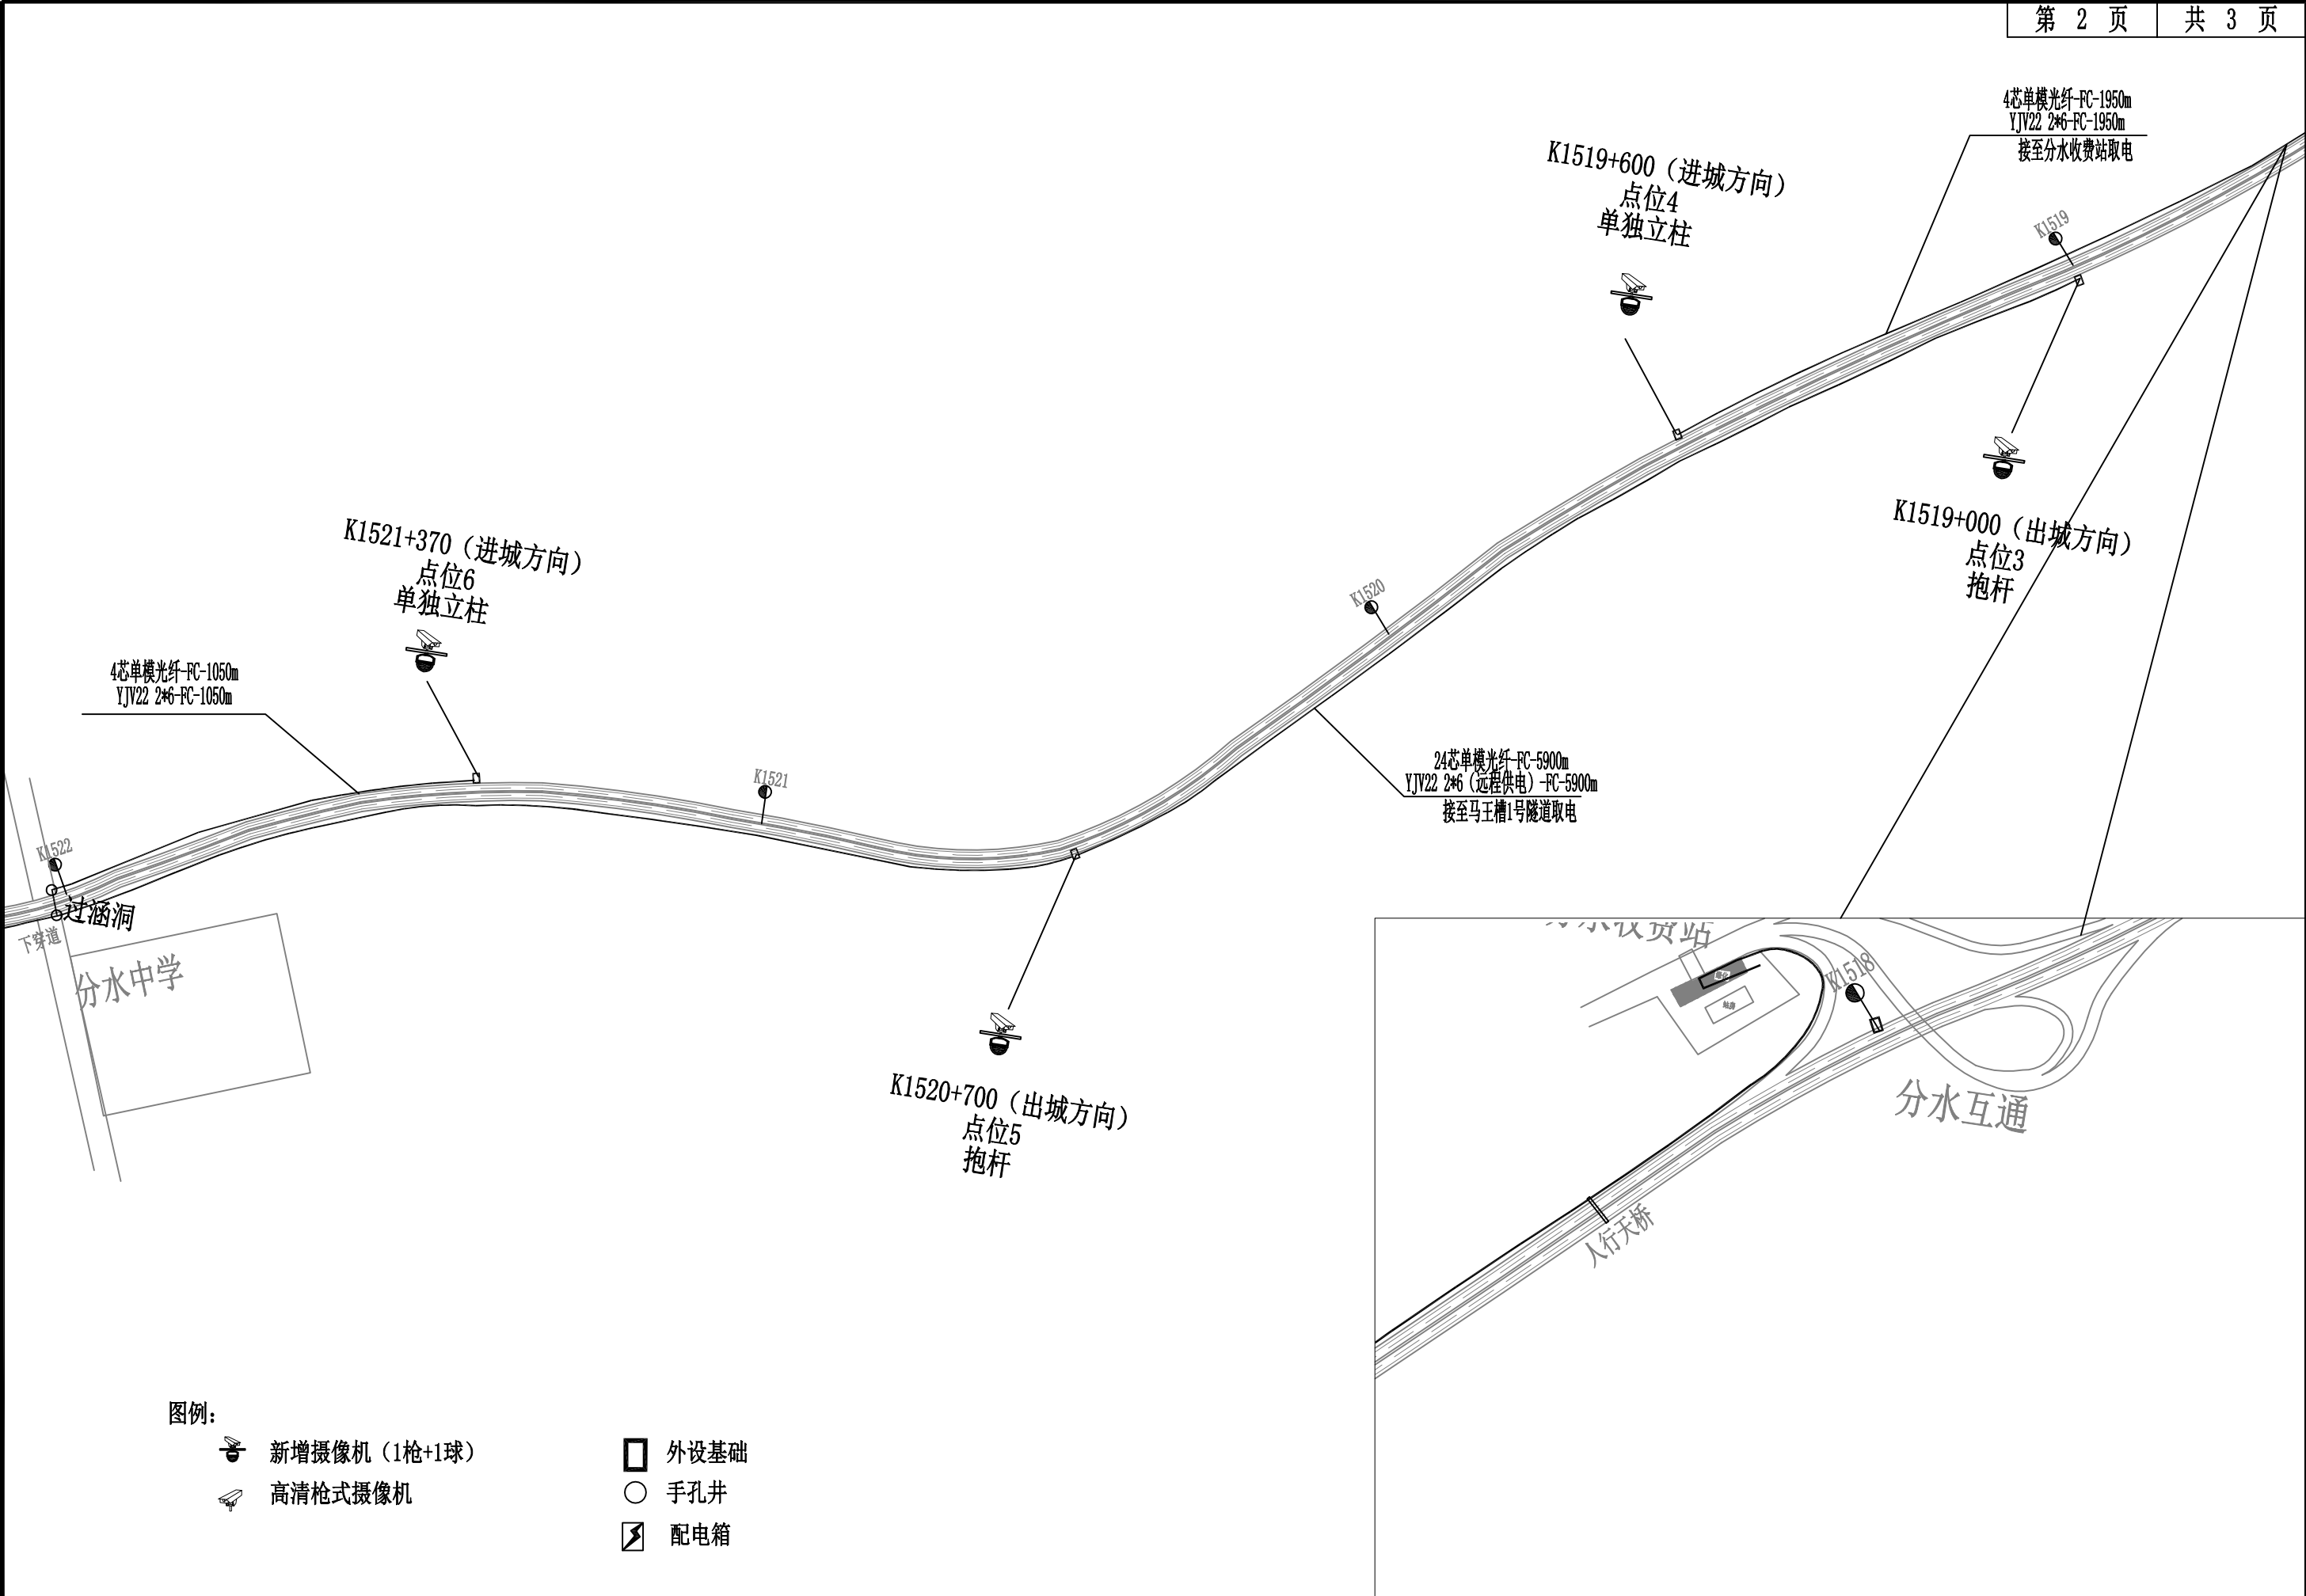 第 2 页 共 3 页
4芯单模光纤-FC-1950m
YJV22 2*6-FC-1950m
接至分水收费站取电
K1519+600（进城方向）
点位4
单独立柱
K1519
K1519+000（出城方向）
点位3
抱杆
K1521+370（进城方向）
点位6
单独立柱
K1520
4芯单模光纤-FC-1050m
YJV22 2*6-FC-1050m
K1521
24芯单模光纤-FC-5900m
YJV22 2*6（远程供电）-FC-5900m
接至马王槽1号隧道取电
K1522
过涵洞
下穿道
分水中学
K1520+700（出城方向）
点位5
抱杆
分水收费站
K1518
站房
分水互通
人行天桥
图例：
新增摄像机（1枪+1球）
高清枪式摄像机
外设基础
手孔井
配电箱